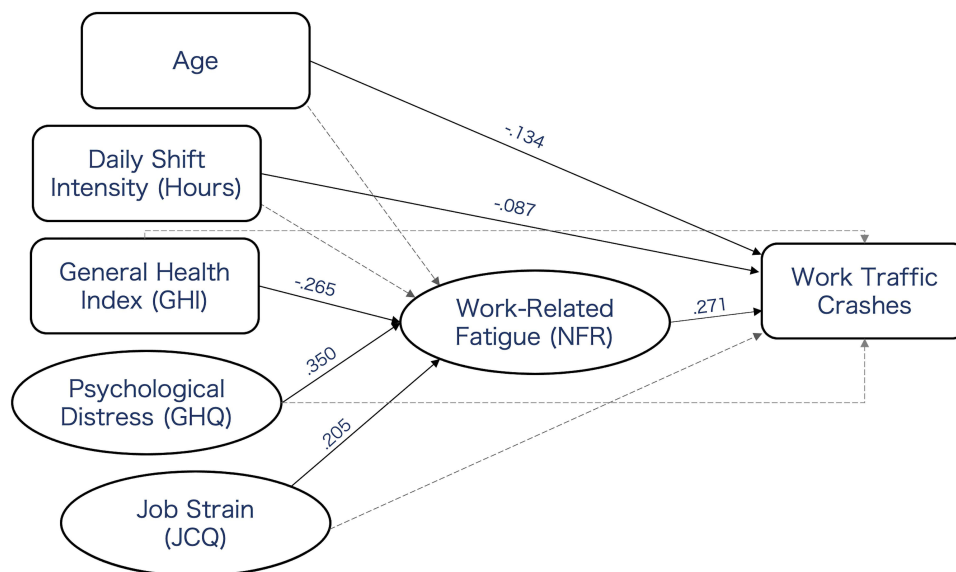 Age
-.134
Daily Shift
Intensity (Hours)
-.087
General Health
Index (GHI)
-.265
Work-Related
Fatigue (NFR)
.271
Work Traffic
Crashes
.350
Psychological
Distress (GHQ)
.205
Job Strain
(JCQ)